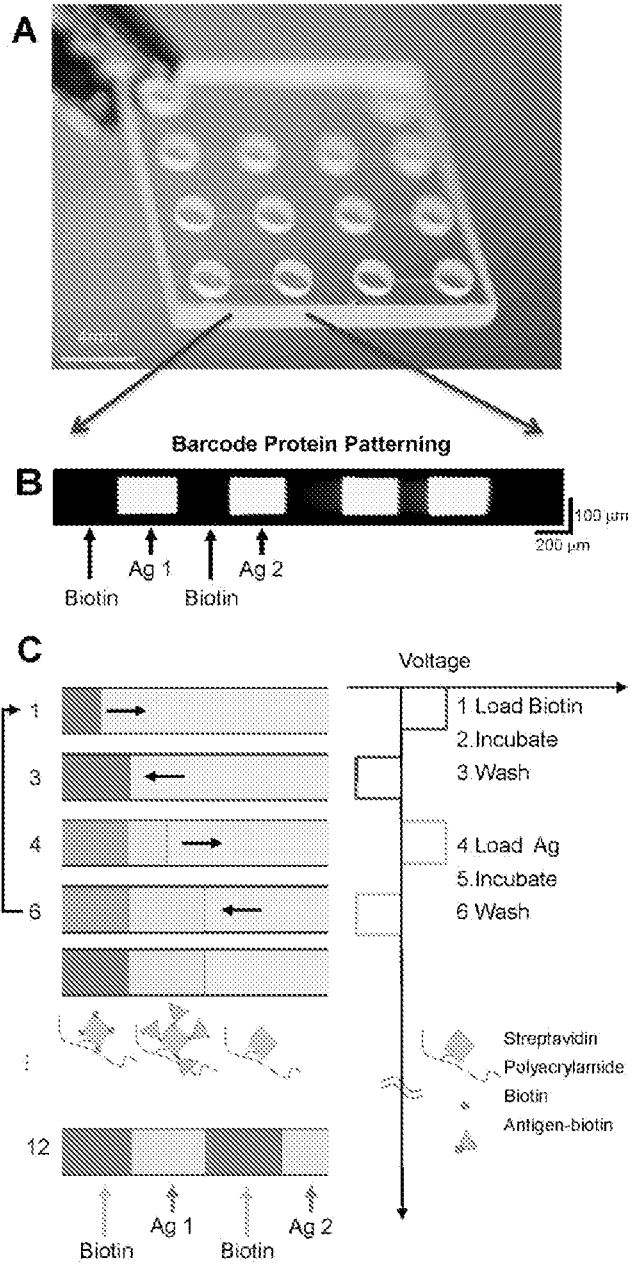 A
Barcode Protein Patterning
B
100 μm
200 μm
Ag 1
Ag 2
Biotin
Biotin
C
Voltage
1
1.Load Biotin
2.Incubate
3
3.Wash
4
4.Load Ag
5.Incubate
6
6.Wash
Streptavidin
Polyacrylamide
Biotin
Antigen-biotin
12
Ag 1
Ag 2
Biotin
Biotin